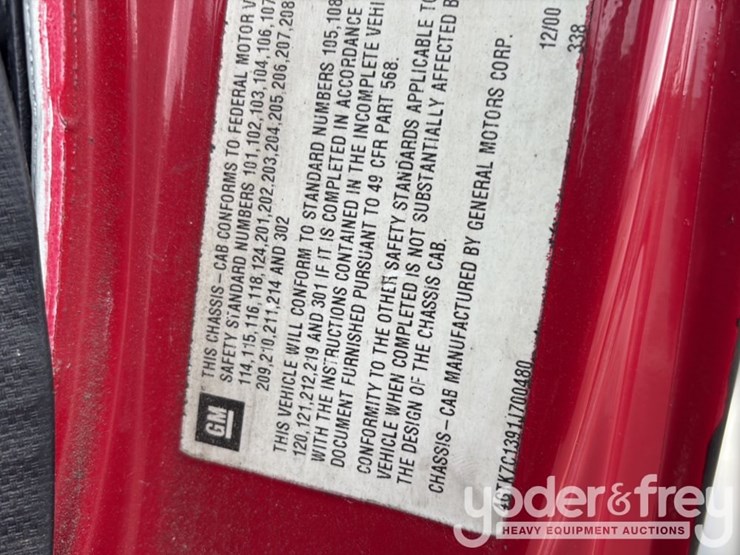 GM
THIS CHASSIS-CAB CONFORMS TO FEDERAL MOTOR V
SAFETY STANDARD NUMBERS 101,102,103,104,106,107
114,115,116,118,124,201,202,203,204,205,206,207,208
209,210,211,214 AND 302
THIS VEHICLE WILL CONFORM TO STANDARD NUMBERS 105,108
120,121,212,219 AND 301 IF IT IS COMPLETED IN ACCORDANCE
WITH THE INSTRUCTIONS CONTAINED IN THE INCOMPLETE VEHI
DOCUMENT FURNISHED PURSUANT TO 49 CFR PART 568.
CONFORMITY TO THE OTHER SAFETY STANDARDS APPLICABLE TO
VEHICLE WHEN COMPLETED IS NOT SUBSTANTIALLY AFFECTED B
THE DESIGN OF THE CHASSIS CAB.
CHASSIS-CAB MANUFACTURED BY GENERAL MOTORS CORP.
12/00
338
yoder&frey
HEAVY EQUIPMENT AUCTIONS